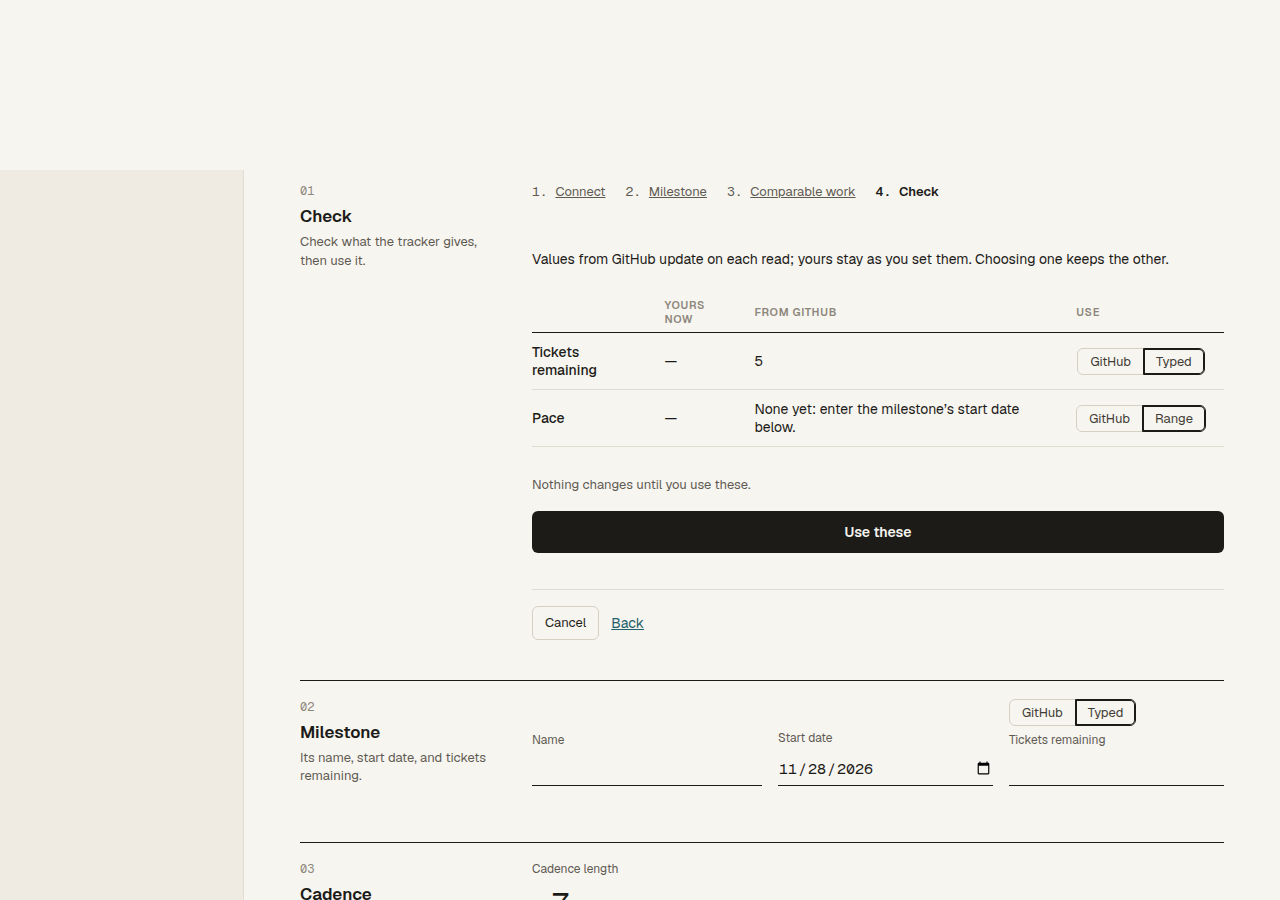 01
Check
Check what the tracker gives,
then use it.
1. Connect 2. Milestone 3. Comparable work 4. Check
Values from GitHub update on each read; yours stay as you set them. Choosing one keeps the other.
YOURS
NOW
FROM GITHUB
USE
Tickets
remaining
—
5
GitHub Typed
Pace
—
None yet: enter the milestone's start date
below.
GitHub Range
Nothing changes until you use these.
Use these
Cancel Back
02
Milestone
Its name, start date, and tickets
remaining.
Name
Start date
11/28/2026
GitHub Typed
Tickets remaining
03
Cadence
Cadence length